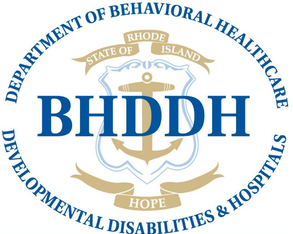 DEPARTMENT OF BEHAVIORAL HEALTHCARE
STATE OF RHODE ISLAND
BHDDH
HOPE
DEVELOPMENTAL DISABILITIES & HOSPITALS